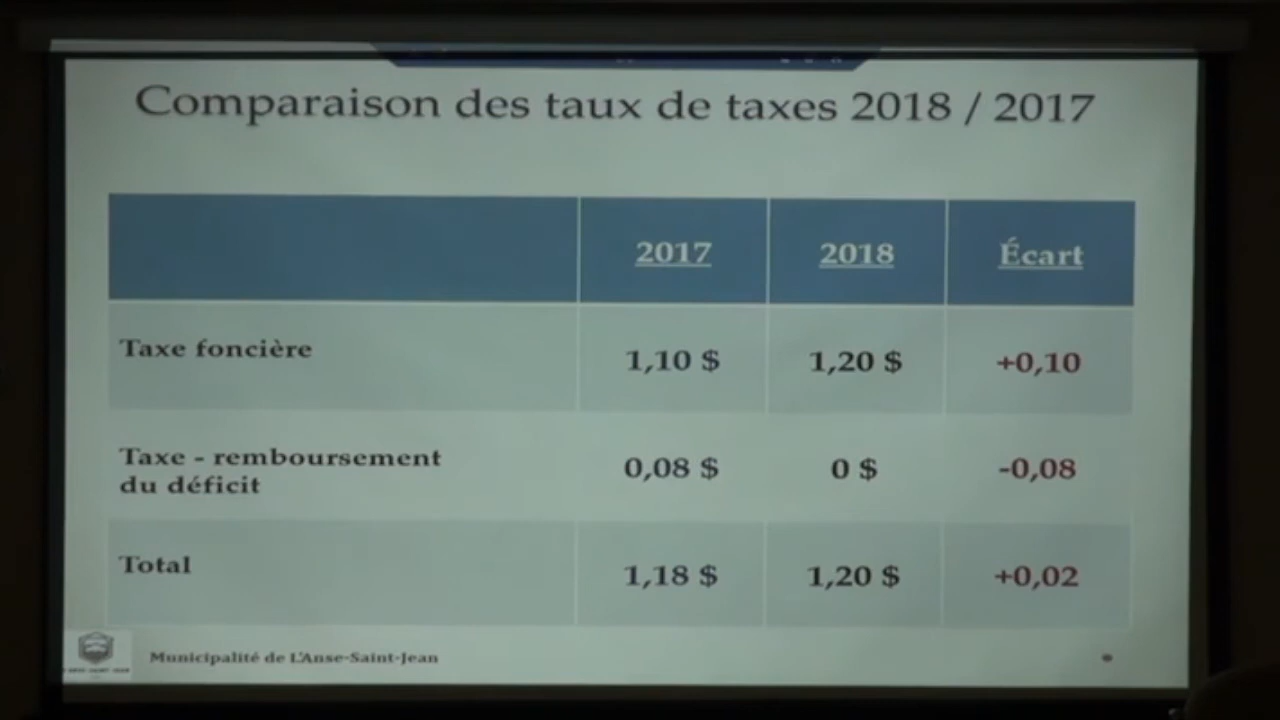 Comparaison des taux de taxes 2018 / 2017
2017 2018 Écart
Taxe foncière 1,10 $ 1,20 $ +0,10
Taxe - remboursement
du déficit 0,08 $ 0 $ -0,08
Total 1,18 $ 1,20 $ +0,02
Municipalité de L'Anse-Saint-Jean